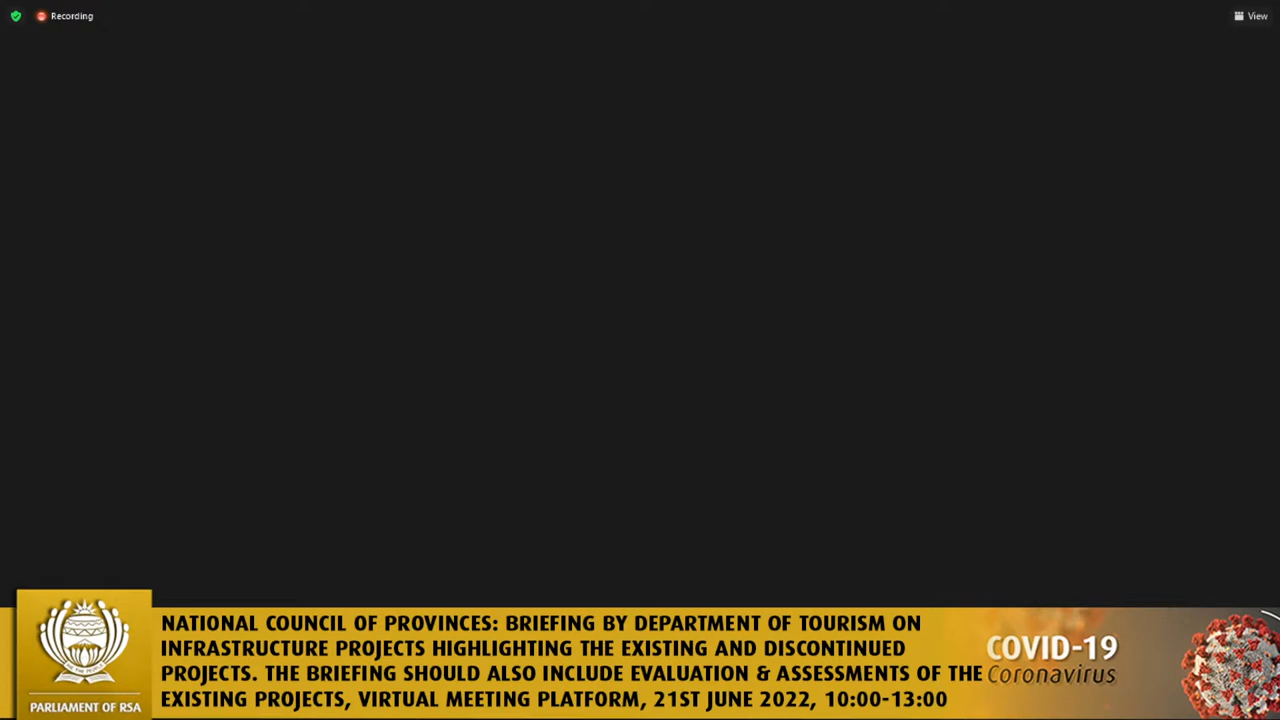 Recording
View
NATIONAL COUNCIL OF PROVINCES: BRIEFING BY DEPARTMENT OF TOURISM ON
INFRASTRUCTURE PROJECTS HIGHLIGHTING THE EXISTING AND DISCONTINUED
PROJECTS. THE BRIEFING SHOULD ALSO INCLUDE EVALUATION & ASSESSMENTS OF THE
EXISTING PROJECTS, VIRTUAL MEETING PLATFORM, 21ST JUNE 2022, 10:00-13:00
PARLIAMENT OF RSA
COVID-19
Coronavirus